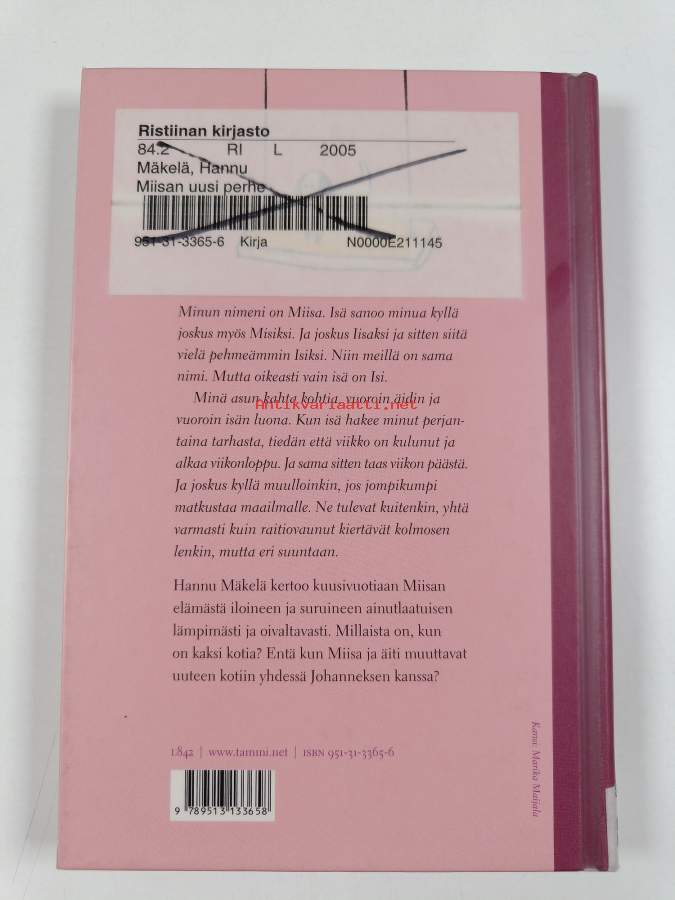 Ristiinan kirjasto
84.2 RI L 2005
Mäkelä, Hannu
Miisan uusi perhe
951-31-3365-6 Kirja N0000E211145
Minun nimeni on Miisa. Isä sanoo minua kyllä
joskus myös Misiksi. Ja joskus Iisaksi ja sitten siitä
vielä pehmeämmin Isiksi. Niin meillä on sama
nimi. Mutta oikeasti vain isä on Isi.
Minä asun kahta kohtia, vuoroin äidin ja
Antikvariaatti.net
vuoroin isän luona. Kun isä hakee minut perjan-
taina tarhasta, tiedän että viikko on kulunut ja
alkaa viikonloppu. Ja sama sitten taas viikon päästä.
Ja joskus kyllä muulloinkin, jos jompikumpi
matkustaa maailmalle. Ne tulevat kuitenkin, yhtä
varmasti kuin raitiovaunut kiertävät kolmosen
lenkin, mutta eri suuntaan.
Hannu Mäkelä kertoo kuusivuotiaan Miisan
elämästä iloineen ja suruineen ainutlaatuisen
lämpimästi ja oivaltavasti. Millaista on, kun
on kaksi kotia? Entä kun Miisa ja äiti muuttavat
uuteen kotiin yhdessä Johanneksen kanssa?
L842 | www.tammi.net | ISBN 951-31-3365-6
9 789513 133658
Kansi: Marika Maijala